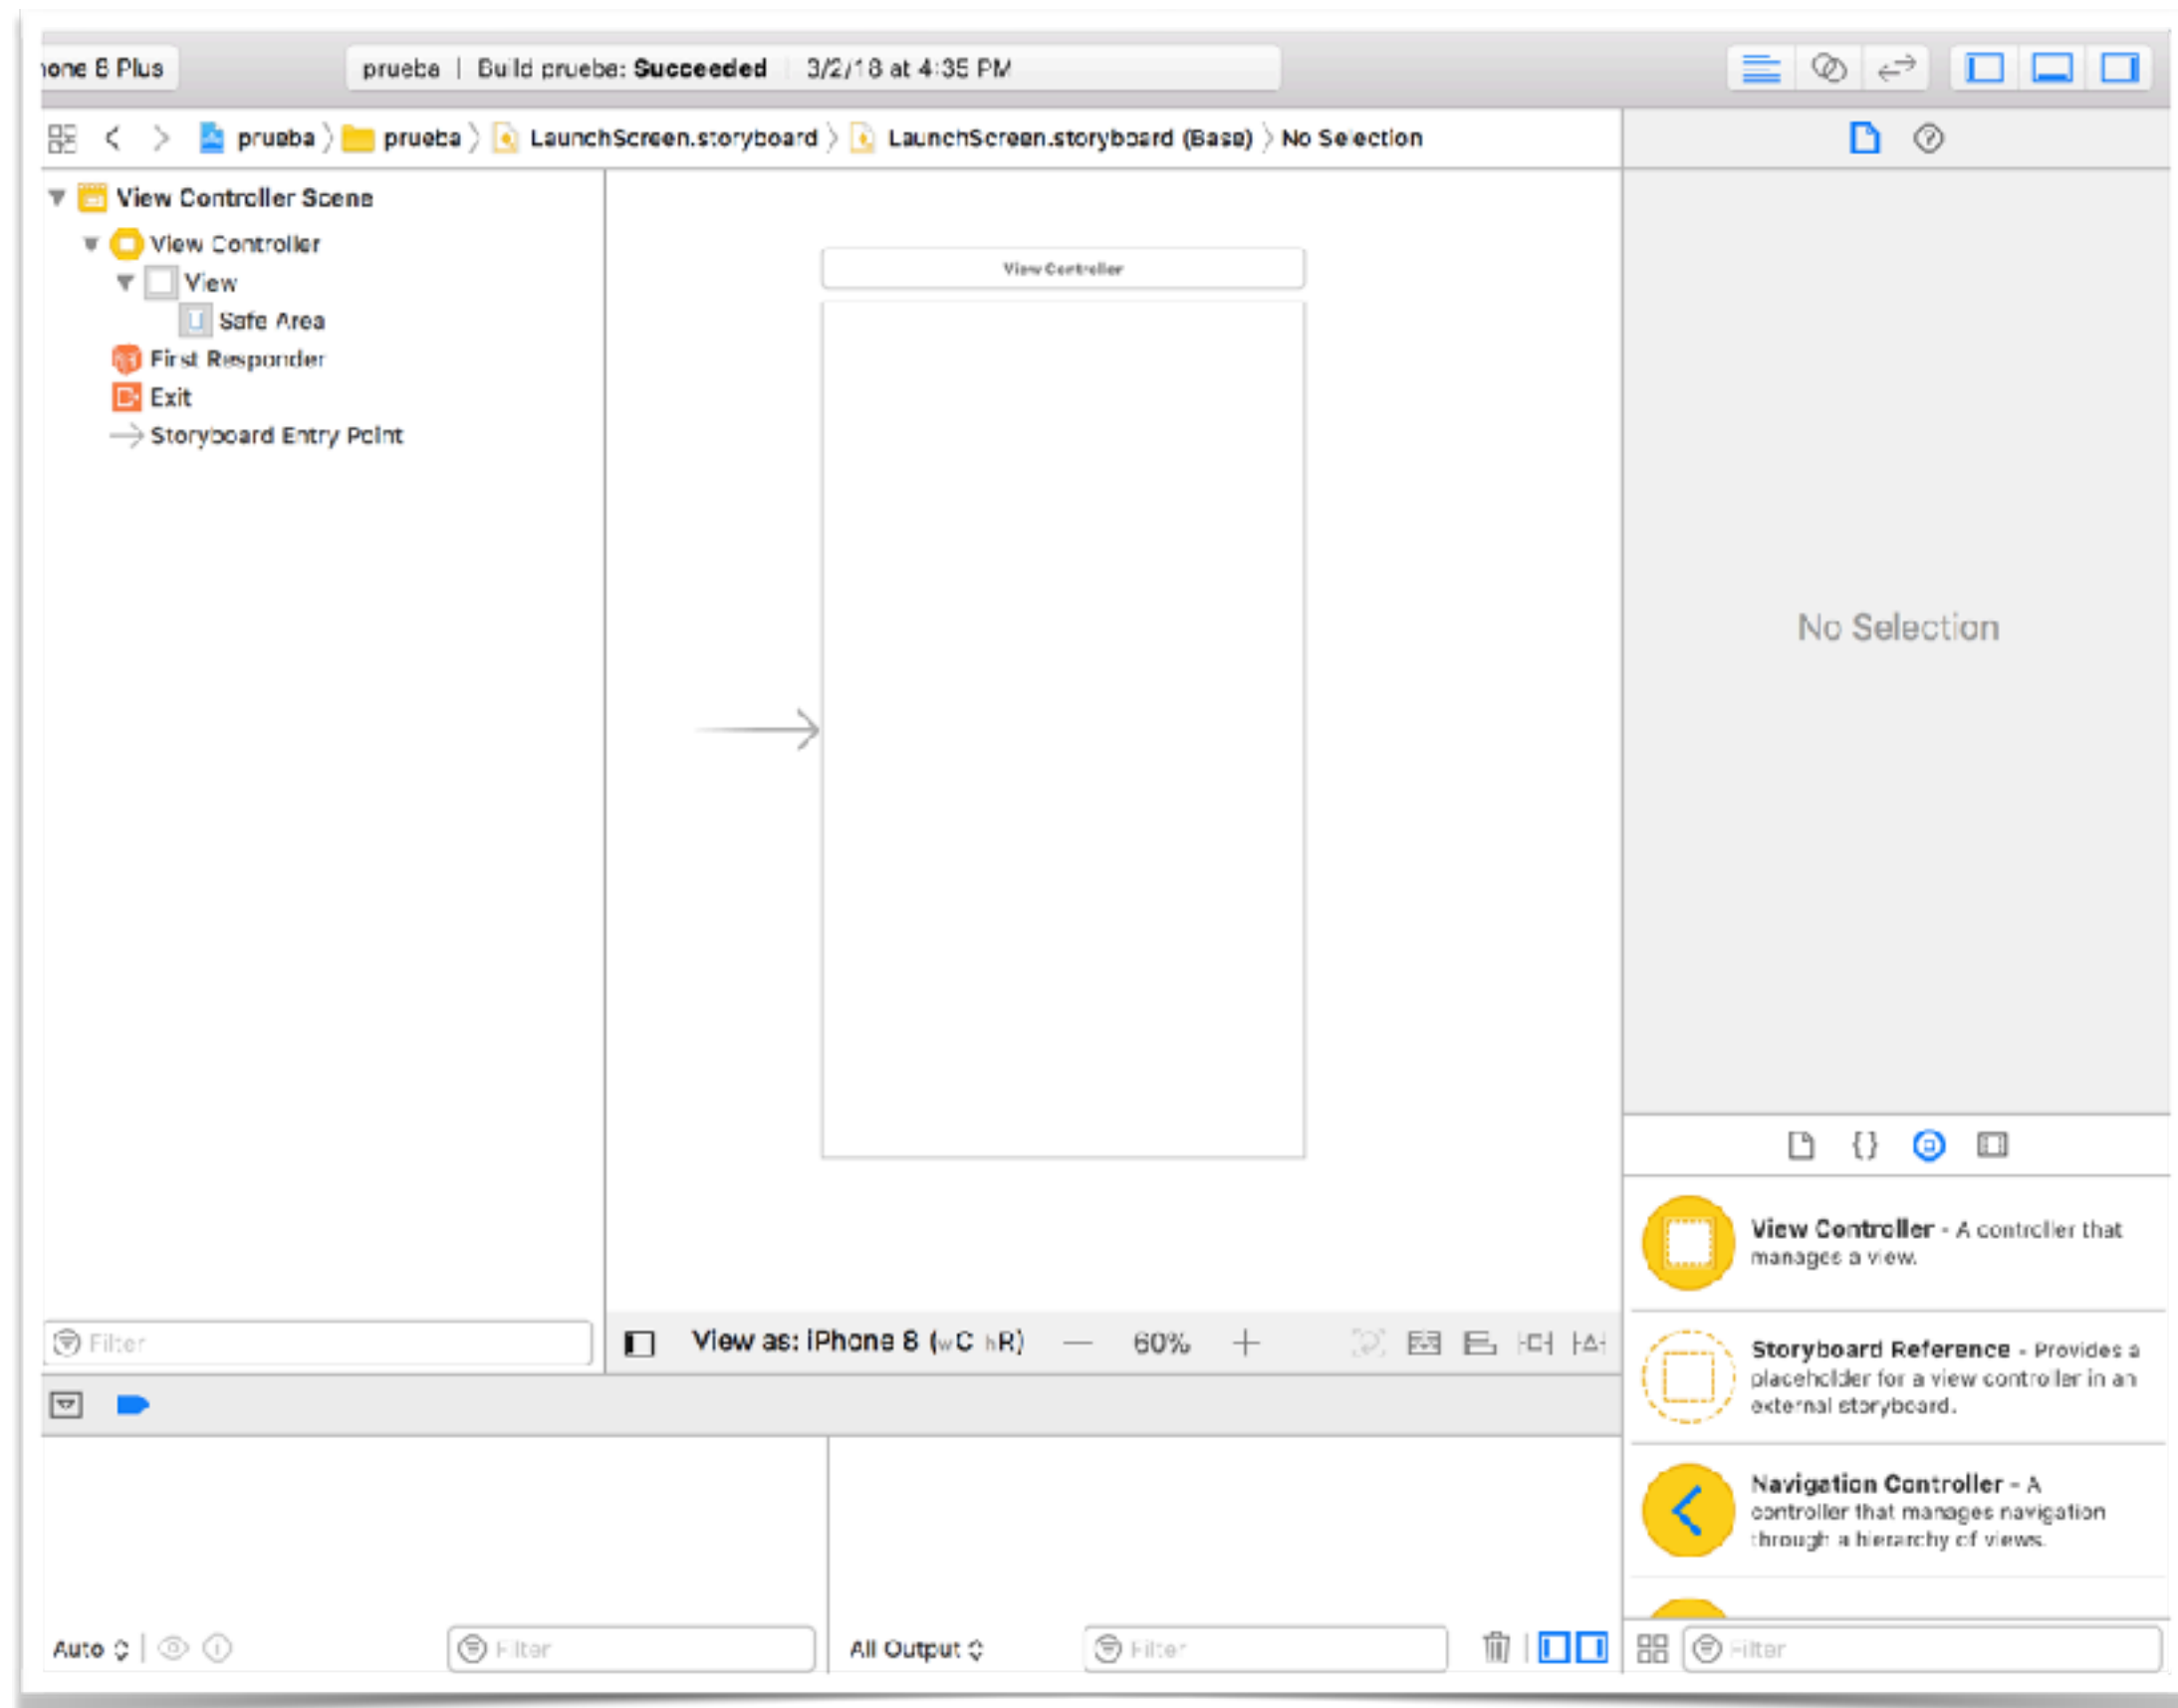 hone 8 Plus
prueba | Build prueba: Succeeded | 3/2/18 at 4:35 PM
prueba prueba LaunchScreen.storyboard LaunchScreen.storyboard (Base) No Selection
View Controller Scene
View Controller
View
Safe Area
First Responder
Exit
Storyboard Entry Point
View Controller
No Selection
{}
View Controller - A controller that
manages a view.
Storyboard Reference - Provides a
placeholder for a view controller in an
external storyboard.
Navigation Controller - A
controller that manages navigation
through a hierarchy of views.
Filter
View as: iPhone 8 (wC hR) — 60% +
Auto
Filter
All Output
Filter
Filter